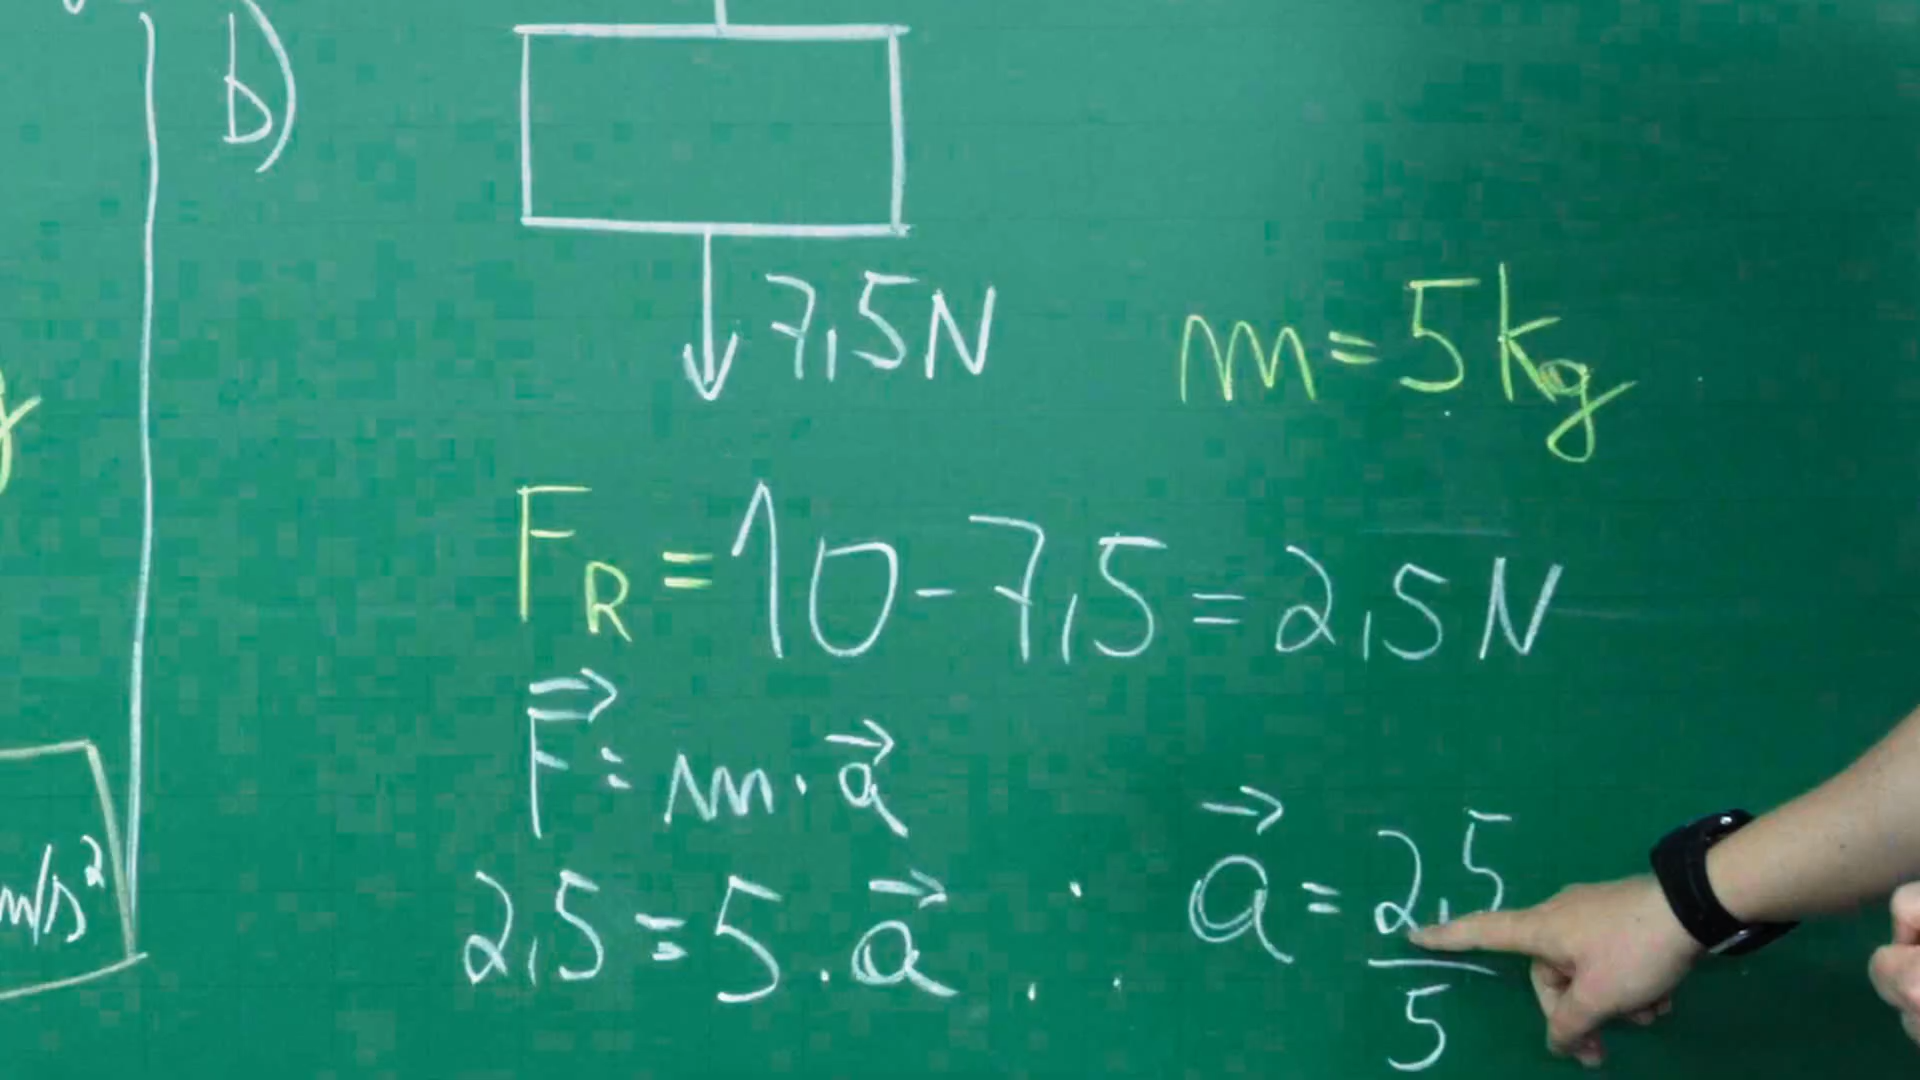 b)
7,5N
m=5kg
F_R=10-7,5=2,5N
F⃗=m·a⃗
2,5=5·a⃗ ∴ a⃗=2,5/5
m/s²